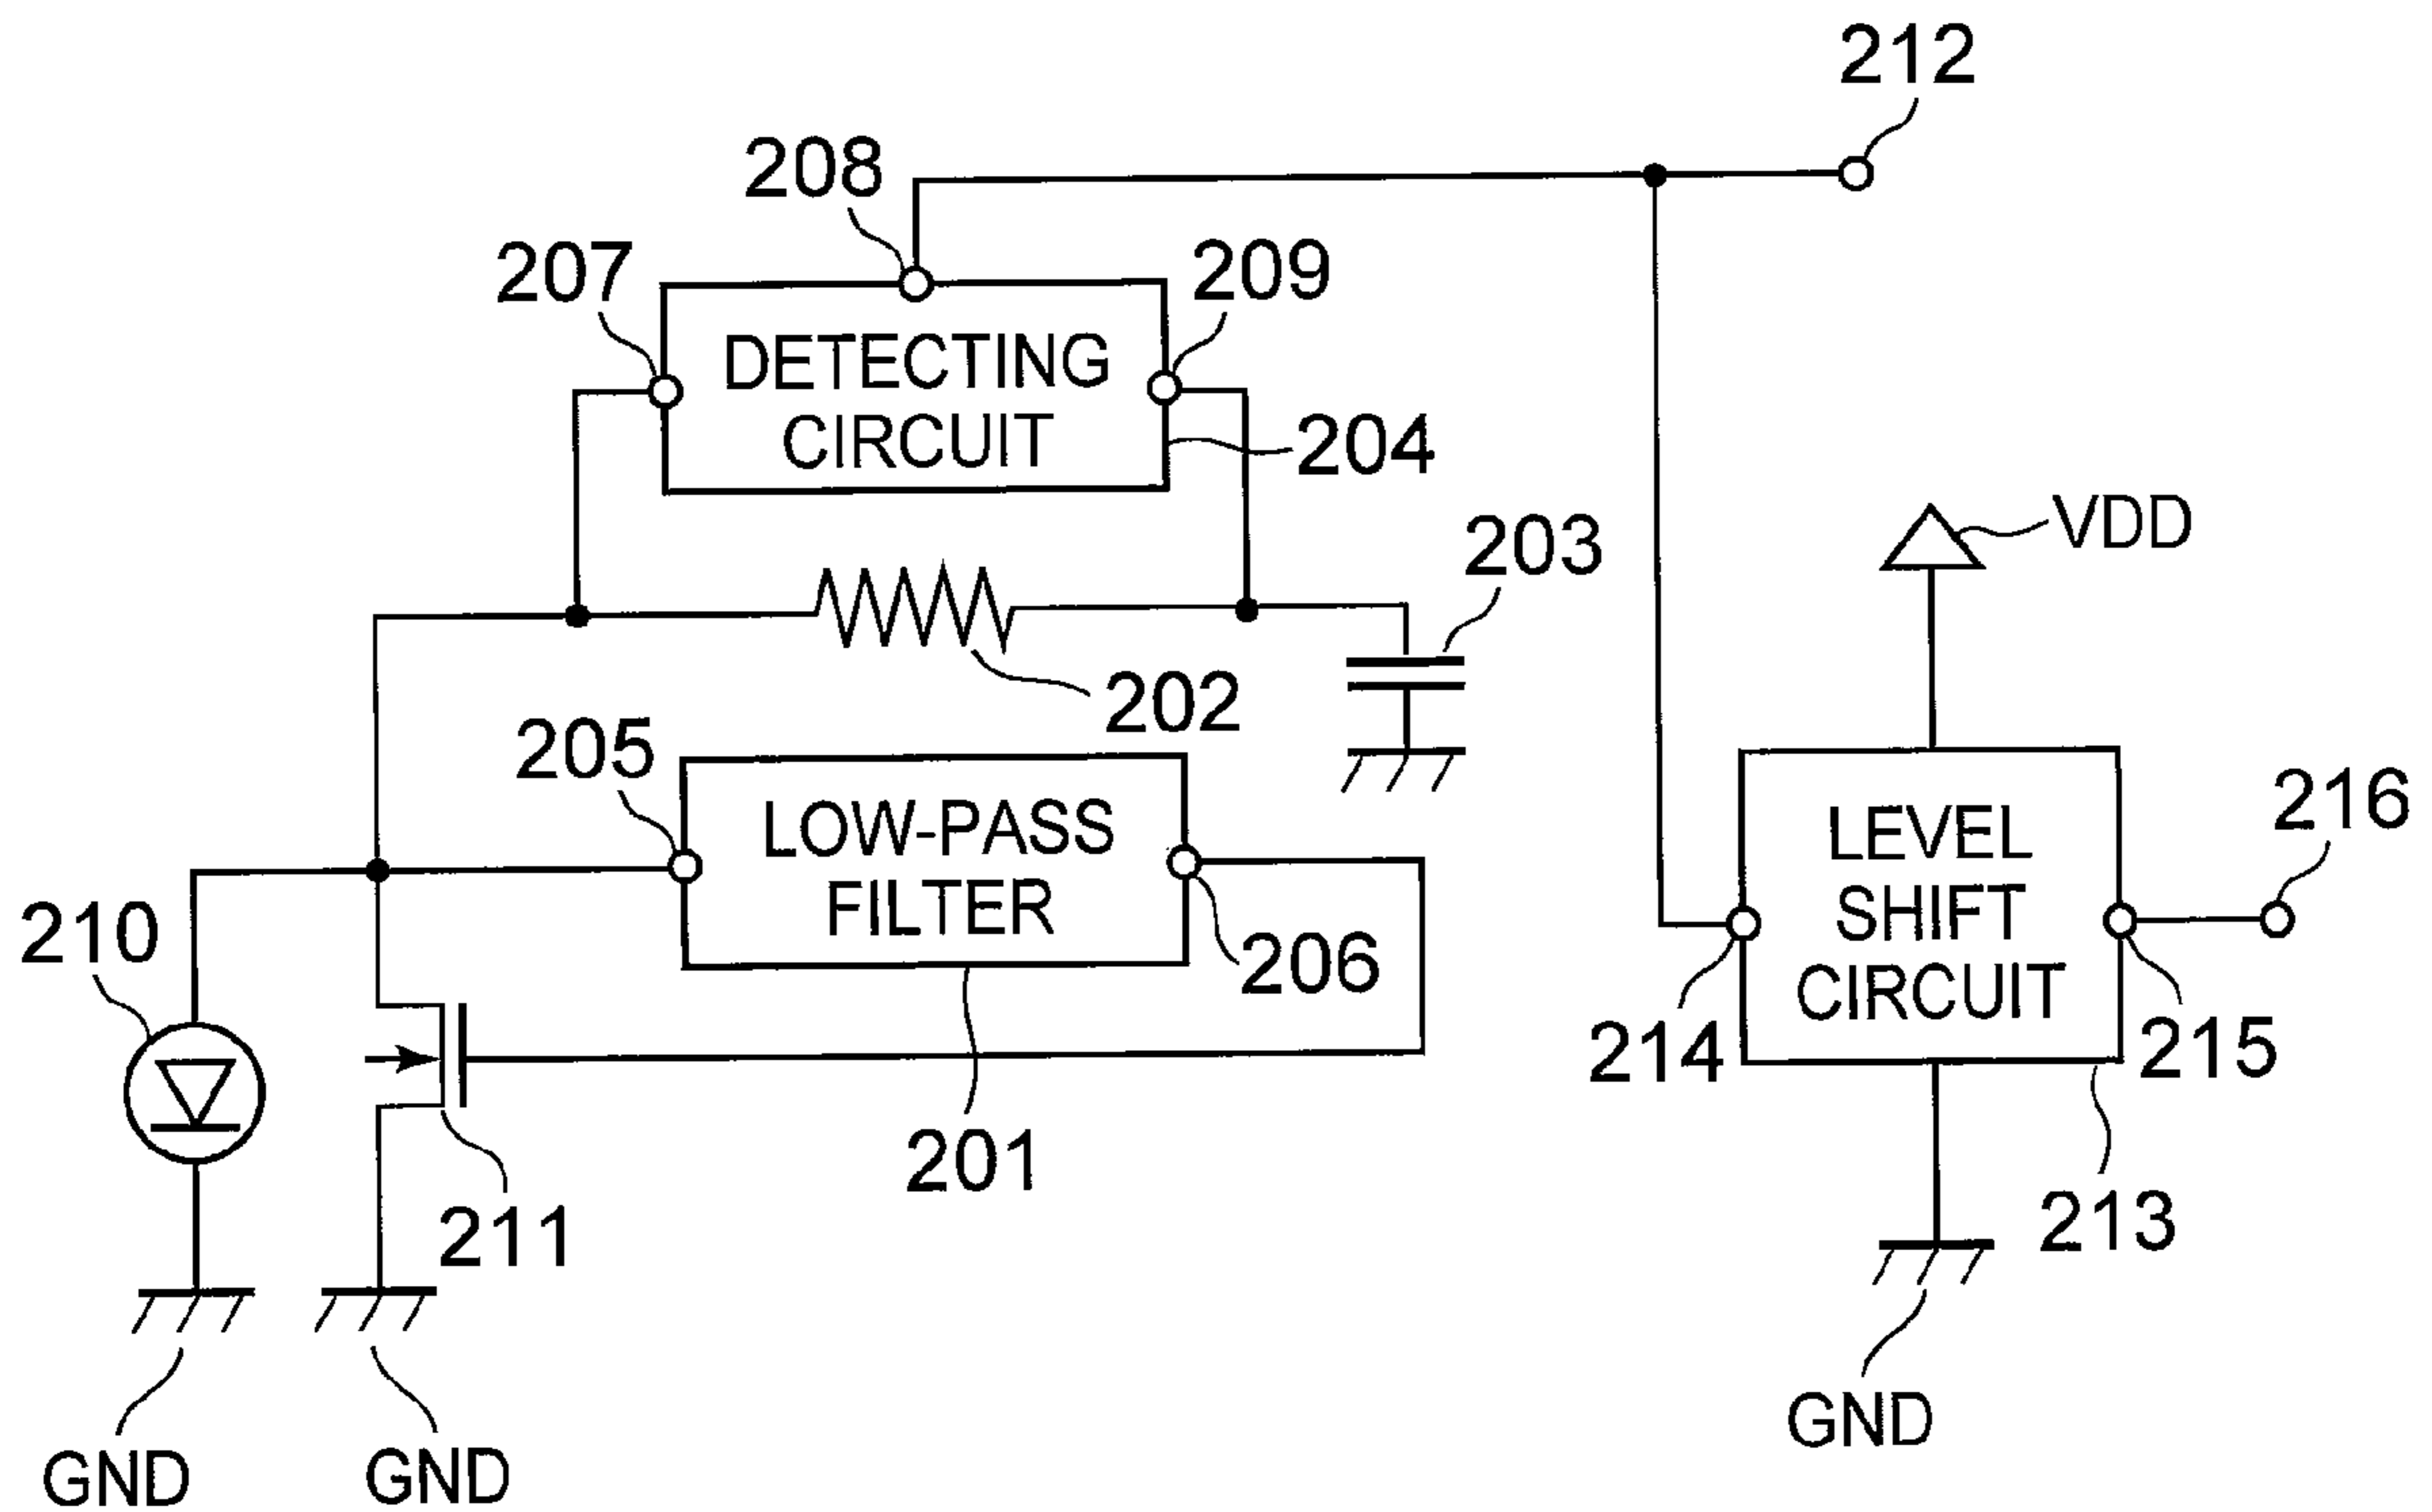 212
208
207
209
DETECTING
CIRCUIT
204
203
VDD
202
205
LOW-PASS
FILTER
206
210
201
211
LEVEL
SHIFT
CIRCUIT
216
214
215
213
GND
GND
GND